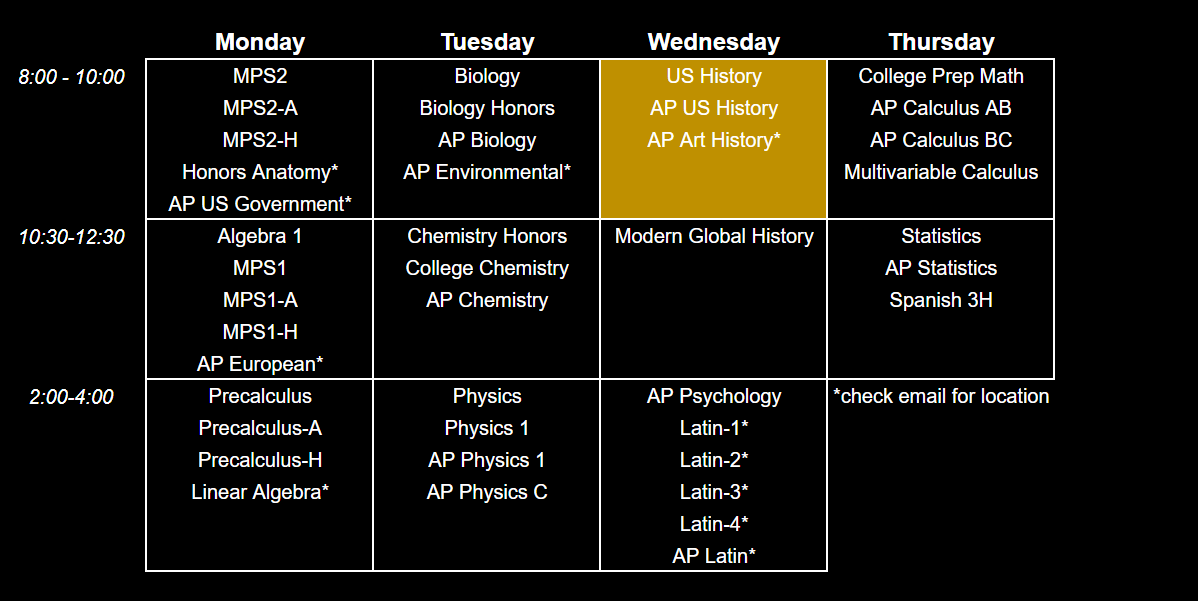 Monday Tuesday Wednesday Thursday
8:00 - 10:00 MPS2 Biology US History College Prep Math
MPS2-A Biology Honors AP US History AP Calculus AB
MPS2-H AP Biology AP Art History* AP Calculus BC
Honors Anatomy* AP Environmental* Multivariable Calculus
AP US Government*
10:30-12:30 Algebra 1 Chemistry Honors Modern Global History Statistics
MPS1 College Chemistry AP Statistics
MPS1-A AP Chemistry Spanish 3H
MPS1-H
AP European*
2:00-4:00 Precalculus Physics AP Psychology *check email for location
Precalculus-A Physics 1 Latin-1*
Precalculus-H AP Physics 1 Latin-2*
Linear Algebra* AP Physics C Latin-3*
Latin-4*
AP Latin*